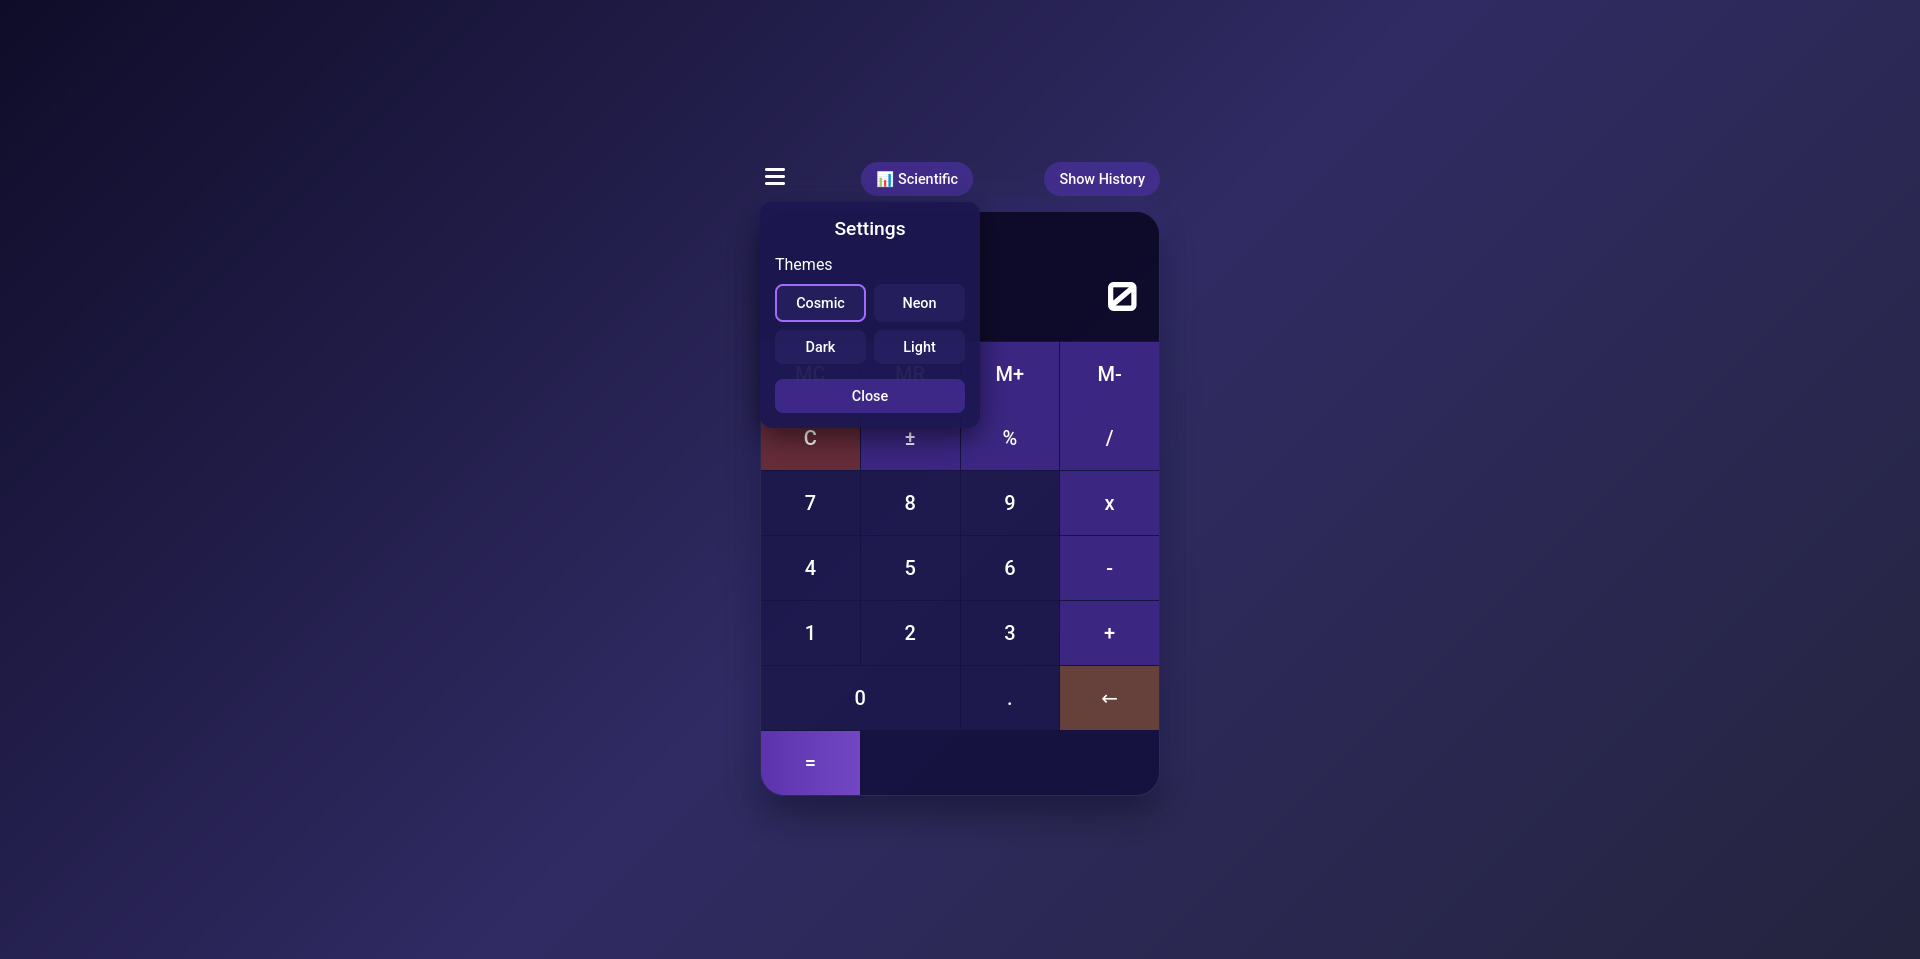 📊 Scientific Show History
Settings
Themes
Cosmic Neon
Dark Light
MC MR M+ M-
Close
C ± % /
7 8 9 x
4 5 6 -
1 2 3 +
0 . ←
=
0